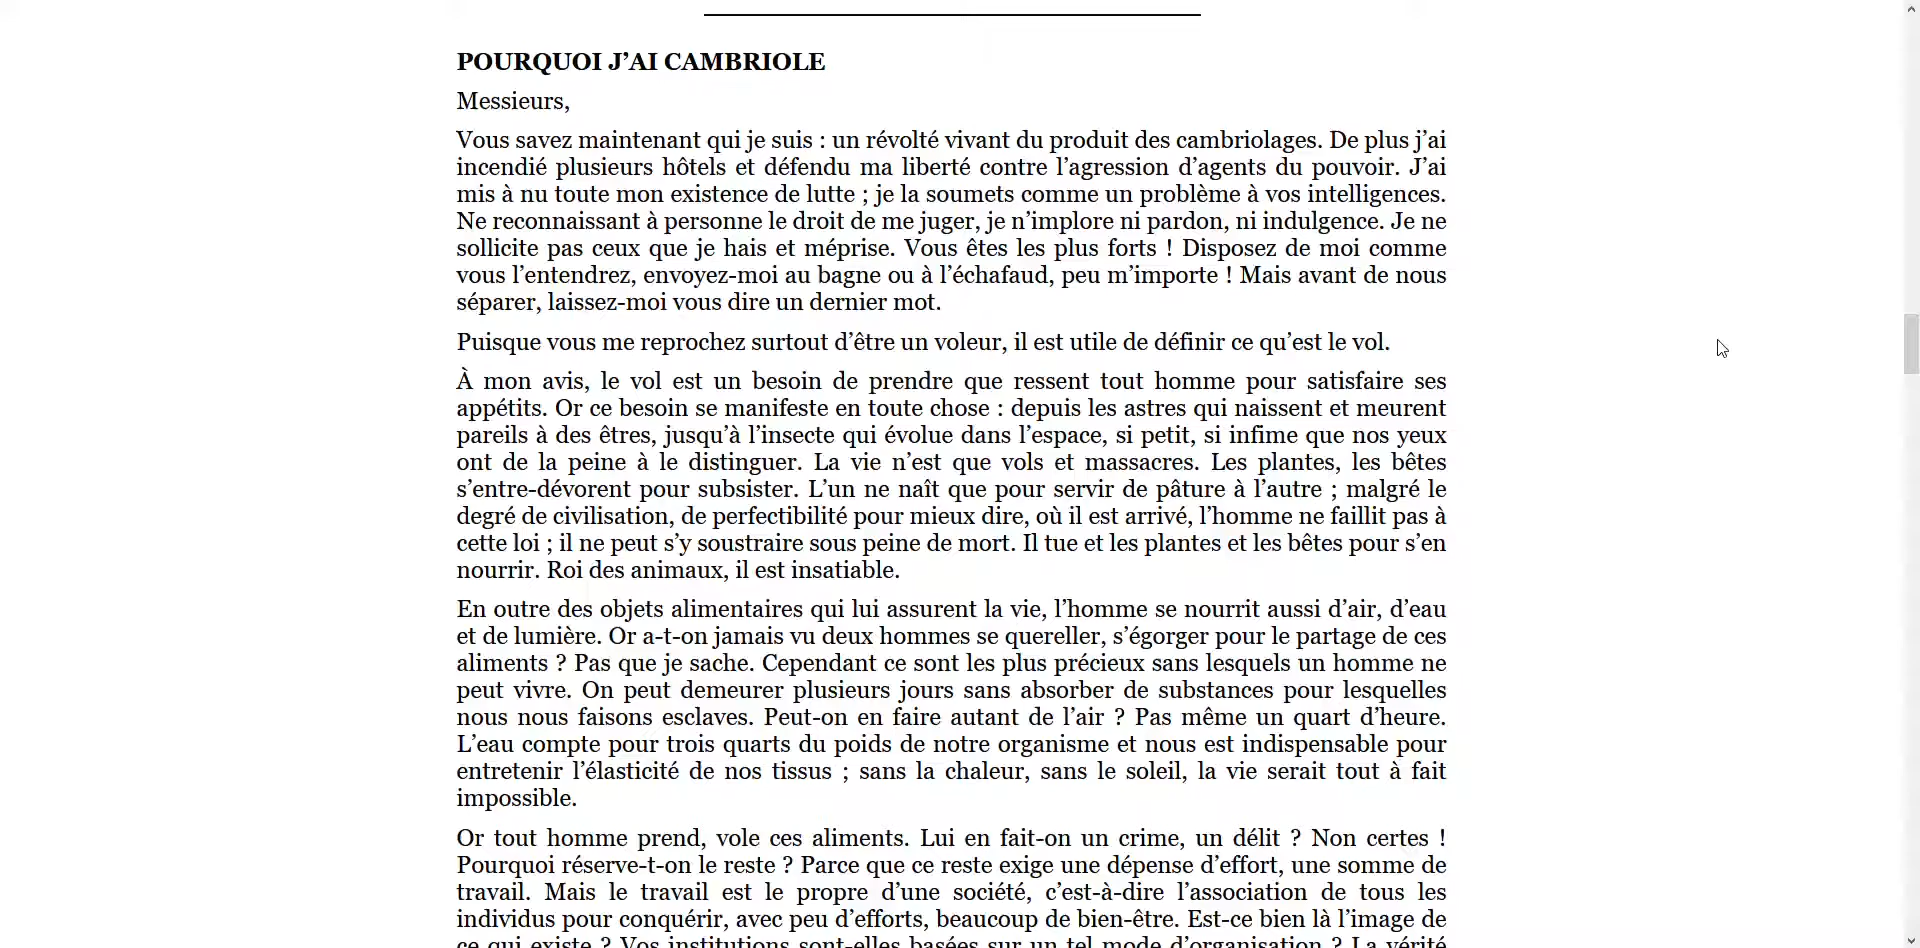 POURQUOI J’AI CAMBRIOLE
Messieurs,
Vous savez maintenant qui je suis : un révolté vivant du produit des cambriolages. De plus j’ai
incendié plusieurs hôtels et défendu ma liberté contre l’agression d’agents du pouvoir. J’ai
mis à nu toute mon existence de lutte ; je la soumets comme un problème à vos intelligences.
Ne reconnaissant à personne le droit de me juger, je n’implore ni pardon, ni indulgence. Je ne
sollicite pas ceux que je hais et méprise. Vous êtes les plus forts ! Disposez de moi comme
vous l’entendrez, envoyez-moi au bagne ou à l’échafaud, peu m’importe ! Mais avant de nous
séparer, laissez-moi vous dire un dernier mot.
Puisque vous me reprochez surtout d’être un voleur, il est utile de définir ce qu’est le vol.
À mon avis, le vol est un besoin de prendre que ressent tout homme pour satisfaire ses
appétits. Or ce besoin se manifeste en toute chose : depuis les astres qui naissent et meurent
pareils à des êtres, jusqu’à l’insecte qui évolue dans l’espace, si petit, si infime que nos yeux
ont de la peine à le distinguer. La vie n’est que vols et massacres. Les plantes, les bêtes
s’entre-dévorent pour subsister. L’un ne naît que pour servir de pâture à l’autre ; malgré le
degré de civilisation, de perfectibilité pour mieux dire, où il est arrivé, l’homme ne faillit pas à
cette loi ; il ne peut s’y soustraire sous peine de mort. Il tue et les plantes et les bêtes pour s’en
nourrir. Roi des animaux, il est insatiable.
En outre des objets alimentaires qui lui assurent la vie, l’homme se nourrit aussi d’air, d’eau
et de lumière. Or a-t-on jamais vu deux hommes se quereller, s’égorger pour le partage de ces
aliments ? Pas que je sache. Cependant ce sont les plus précieux sans lesquels un homme ne
peut vivre. On peut demeurer plusieurs jours sans absorber de substances pour lesquelles
nous nous faisons esclaves. Peut-on en faire autant de l’air ? Pas même un quart d’heure.
L’eau compte pour trois quarts du poids de notre organisme et nous est indispensable pour
entretenir l’élasticité de nos tissus ; sans la chaleur, sans le soleil, la vie serait tout à fait
impossible.
Or tout homme prend, vole ces aliments. Lui en fait-on un crime, un délit ? Non certes !
Pourquoi réserve-t-on le reste ? Parce que ce reste exige une dépense d’effort, une somme de
travail. Mais le travail est le propre d’une société, c’est-à-dire l’association de tous les
individus pour conquérir, avec peu d’efforts, beaucoup de bien-être. Est-ce bien là l’image de
ce qui existe ? Vos institutions sont-elles basées sur un tel mode d’organisation ? La vérité